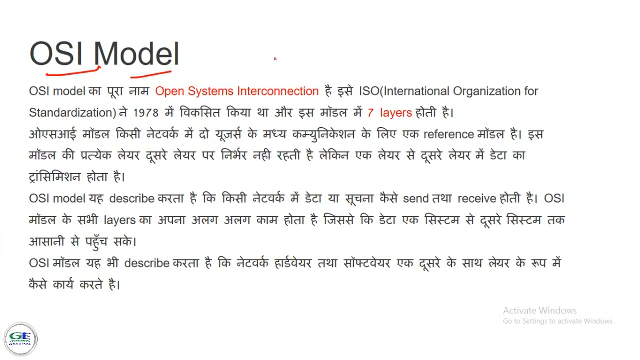 OSI Model
OSI model का पूरा नाम Open Systems Interconnection है इसे ISO(International Organization for
Standardization) ने 1978 में विकसित किया था और इस मॉडल में 7 layers होती है।
ओएसआई मॉडल किसी नेटवर्क में दो यूजर्स के मध्य कम्युनिकेशन के लिए एक reference मॉडल है। इस
मॉडल की प्रत्येक लेयर दूसरे लेयर पर निर्भर नही रहती है लेकिन एक लेयर से दूसरे लेयर में डेटा का
ट्रांसमिशन होता है।
OSI model यह describe करता है कि किसी नेटवर्क में डेटा या सूचना कैसे send तथा receive होती है। OSI
मॉडल के सभी layers का अपना अलग अलग काम होता है जिससे कि डेटा एक सिस्टम से दूसरे सिस्टम तक
आसानी से पहुँच सके।
OSI मॉडल यह भी describe करता है कि नेटवर्क हार्डवेयर तथा सॉफ्टवेयर एक दूसरे के साथ लेयर के रूप में
कैसे कार्य करते है।
Activate Windows
Go to Settings to activate Windows.
GE